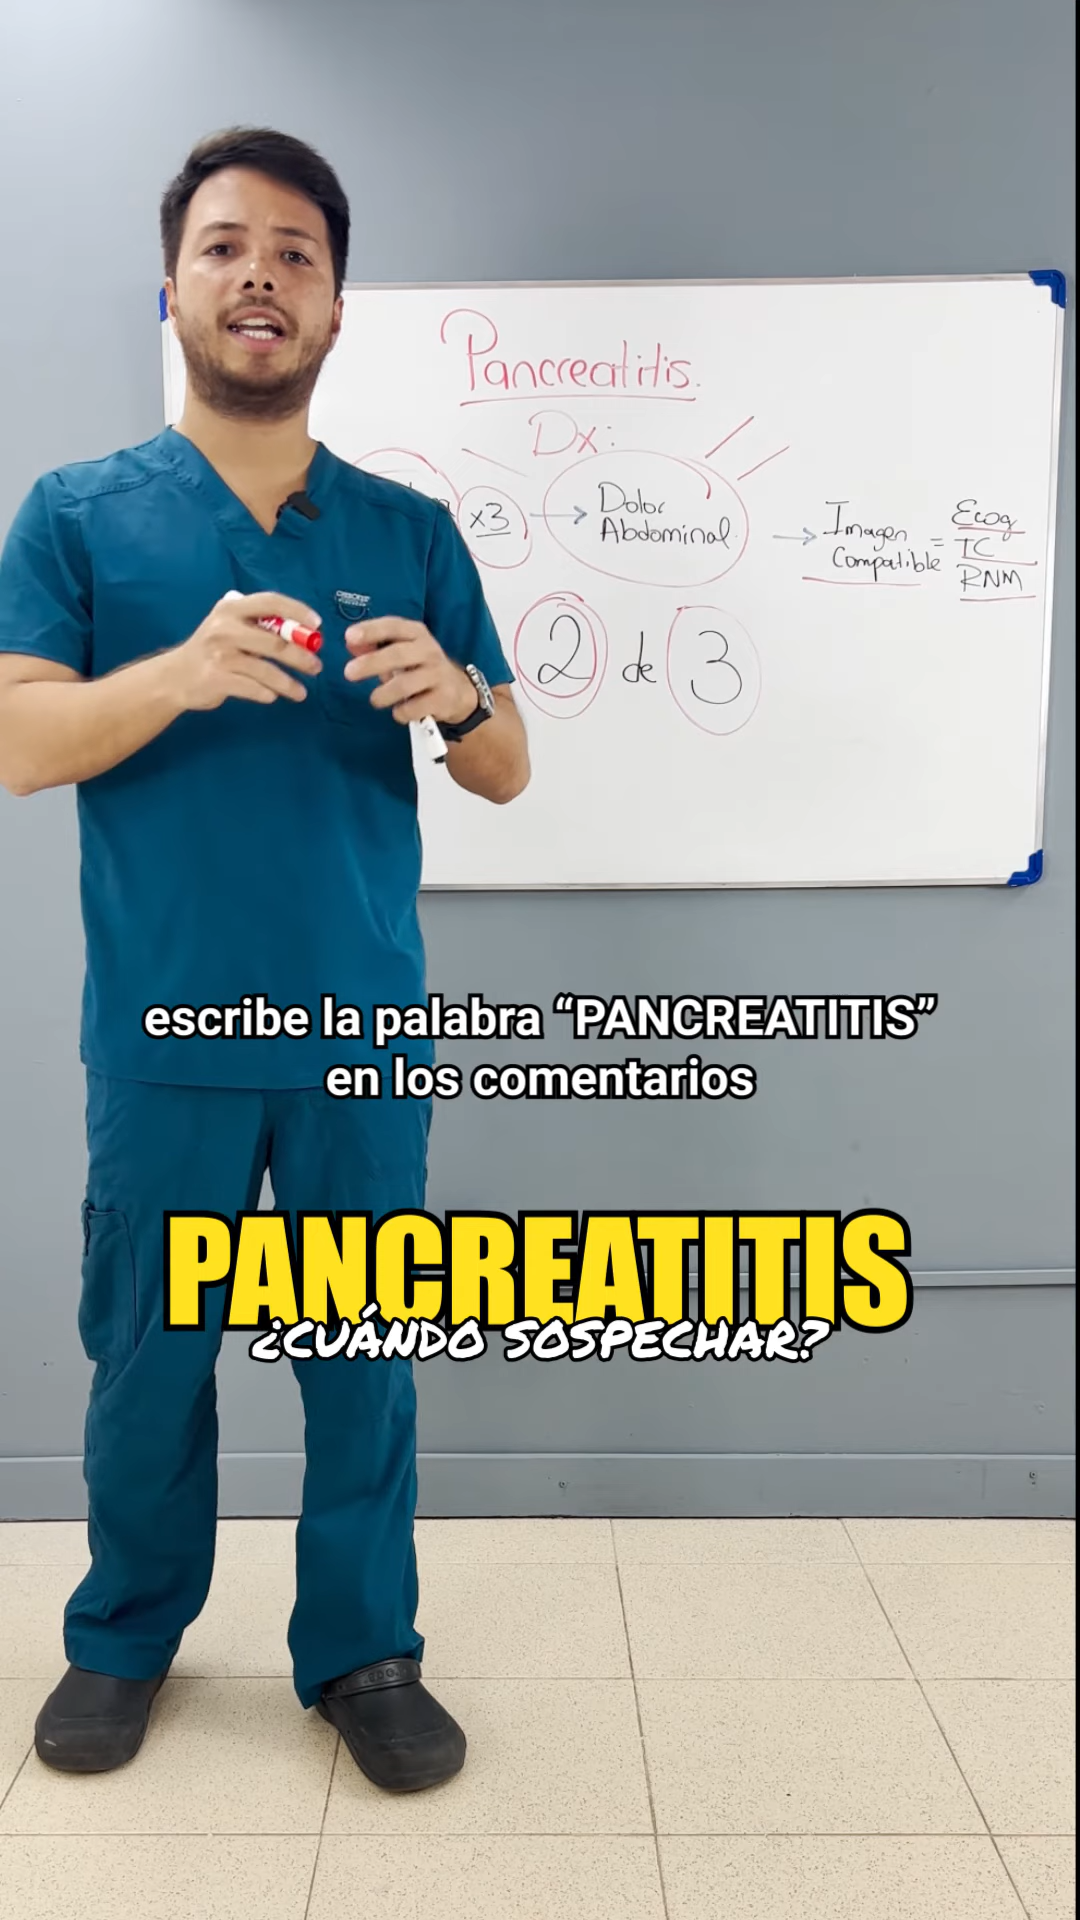 Pancreatitis.
Dx:
x3 → Dolor
Abdominal
→ Imagen
Compatible
= Ecog
TC
RNM
2 de 3
escribe la palabra “PANCREATITIS”
en los comentarios
PANCREATITIS
¿CUÁNDO SOSPECHAR?